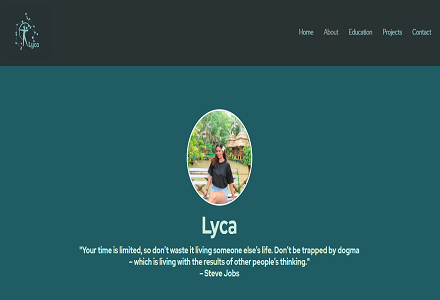 Lyca
Home About Education Projects Contact
Lyca
"Your time is limited, so don't waste it living someone else's life. Don't be trapped by dogma
– which is living with the results of other people's thinking."
– Steve Jobs